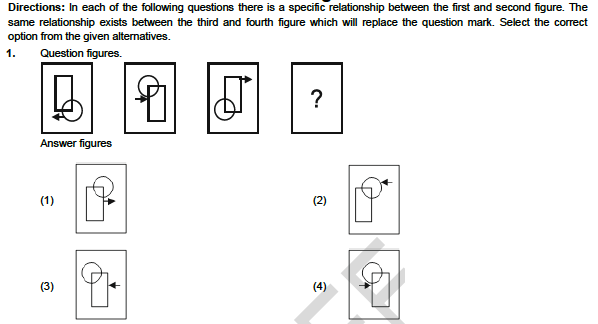 Directions: In each of the following questions there is a specific relationship between the first and second figure. The
same relationship exists between the third and fourth figure which will replace the question mark. Select the correct
option from the given alternatives.
1. Question figures.
?
Answer figures
(1) (2)
(3) (4)